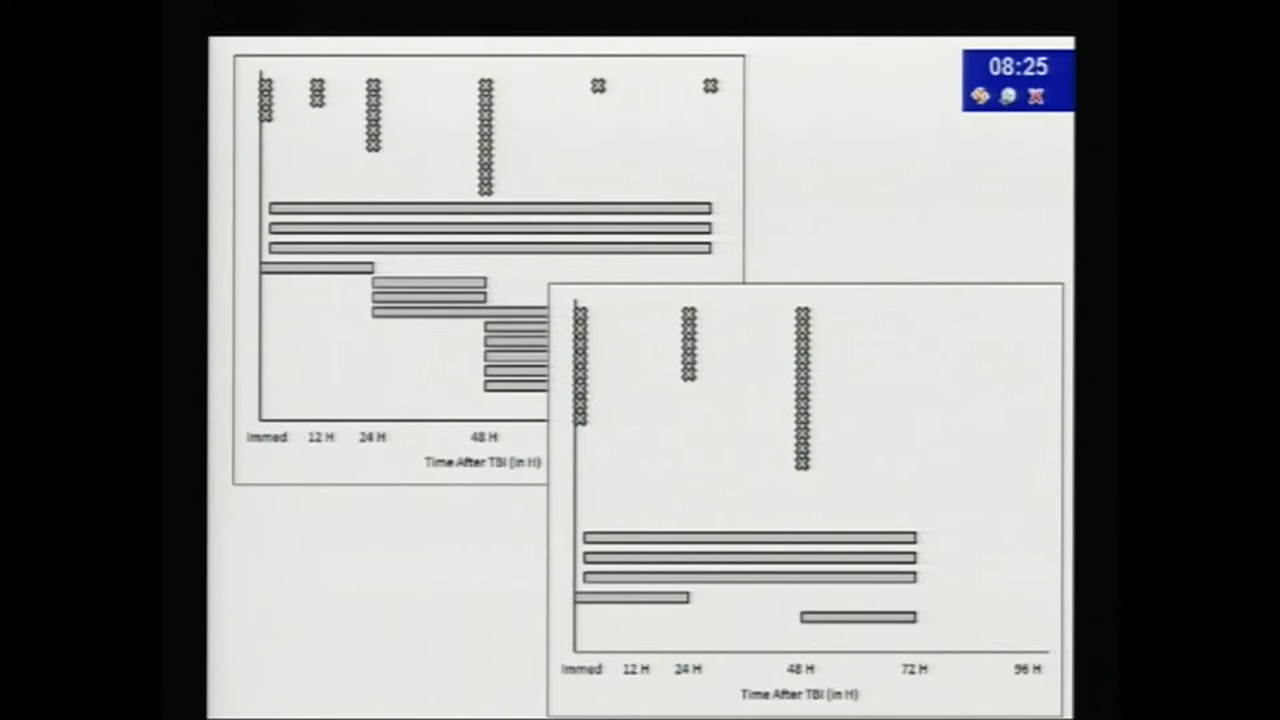 08:25
Immed 12 H 24 H 48 H
Time After TBI (in H)
Immed 12 H 24 H 48 H 72 H 96 H
Time After TBI (in H)